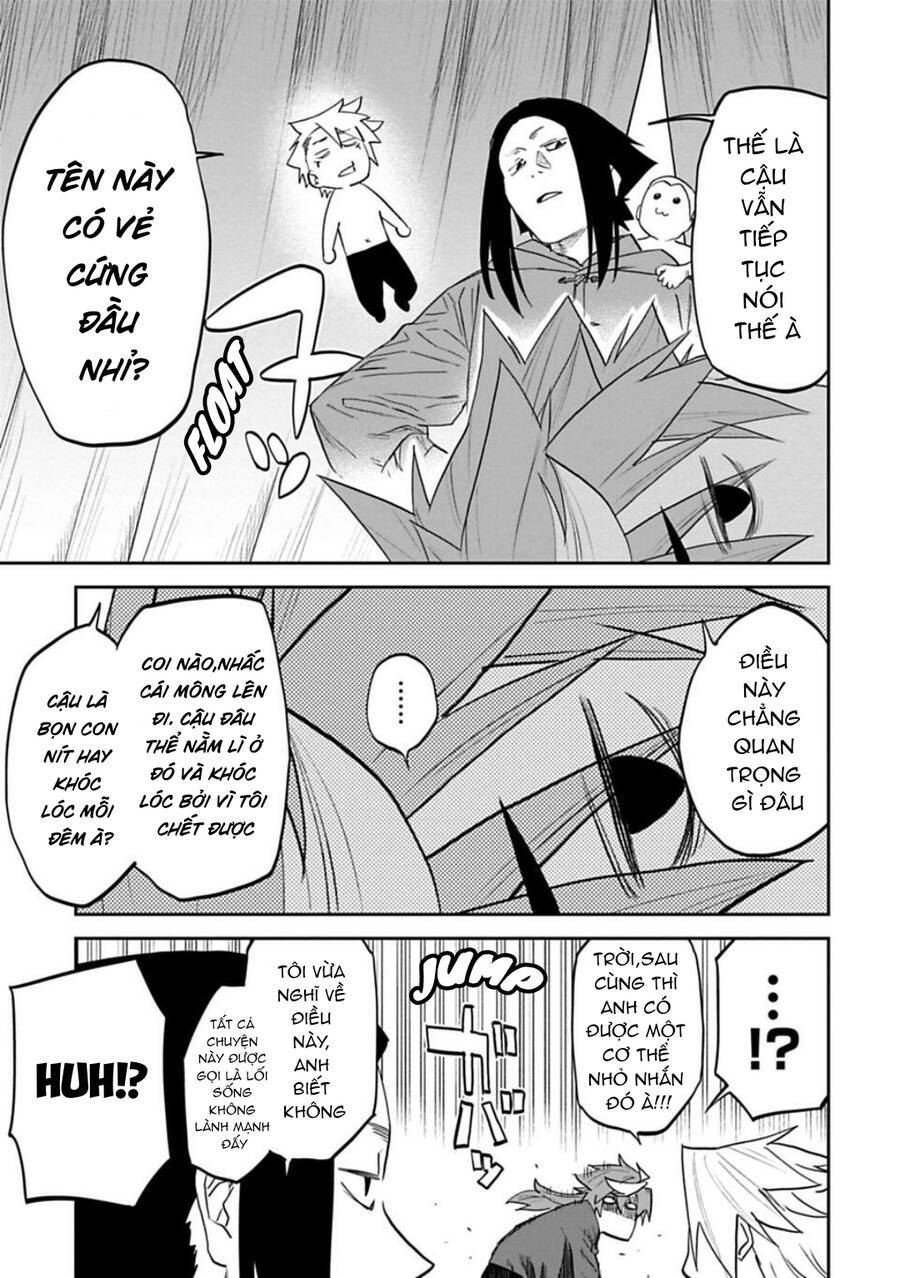 THẾ LÀ
CẬU
VẪN
TIẾP
TỤC
NÓI
THẾ À
TÊN NÀY
CÓ VẺ
CỨNG
ĐẦU
NHỈ?
フヨ
FLOAT
ĐIỀU
NÀY
CHẲNG
QUAN
TRỌNG
GÌ ĐÂU
......
COI NÀO,NHẤC
CÁI MÔNG LÊN
ĐI. CẬU ĐÂU
THỂ NẰM LÌ Ở
ĐÓ VÀ KHÓC
LÓC BỞI VÌ TÔI
CHẾT ĐƯỢC
CẬU LÀ
BỌN CON
NÍT HAY
KHÓC
LÓC MỖI
ĐÊM À?
...
!?
TRỜI,SAU
CÙNG THÌ
ANH CÓ
ĐƯỢC MỘT
CƠ THỂ
NHỎ NHẮN
ĐÓ À!!!
JUMP
ガバ
TÔI VỪA
NGHĨ VỀ
ĐIỀU
NÀY,
ANH
BIẾT
KHÔNG
TẤT CẢ
CHUYỆN
NÀY ĐƯỢC
GỌI LÀ LỐI
SỐNG
KHÔNG
LÀNH MẠNH
ĐẤY
HUH!?